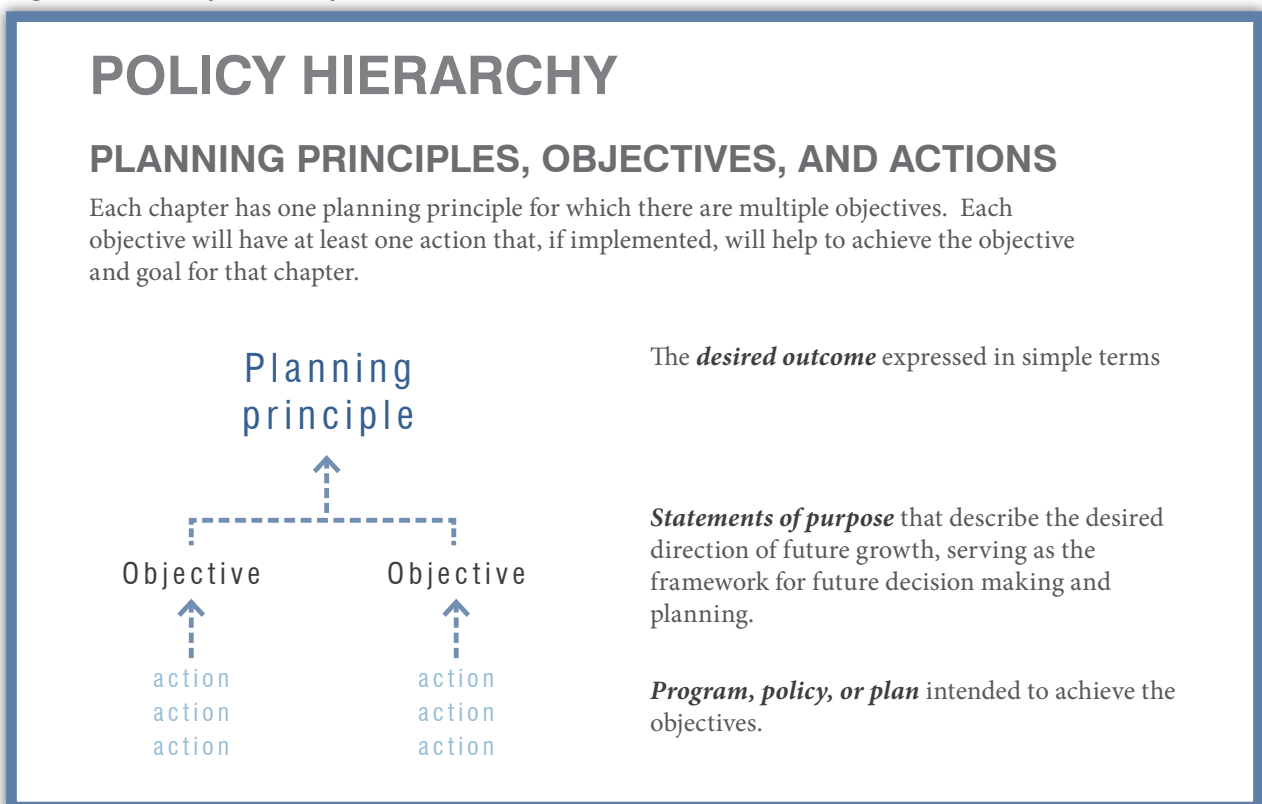 POLICY HIERARCHY
PLANNING PRINCIPLES, OBJECTIVES, AND ACTIONS
Each chapter has one planning principle for which there are multiple objectives.  Each
objective will have at least one action that, if implemented, will help to achieve the objective
and goal for that chapter.
Planning
principle
The desired outcome expressed in simple terms
Objective
Objective
Statements of purpose that describe the desired
direction of future growth, serving as the
framework for future decision making and
planning.
action
action
action
action
action
action
Program, policy, or plan intended to achieve the
objectives.